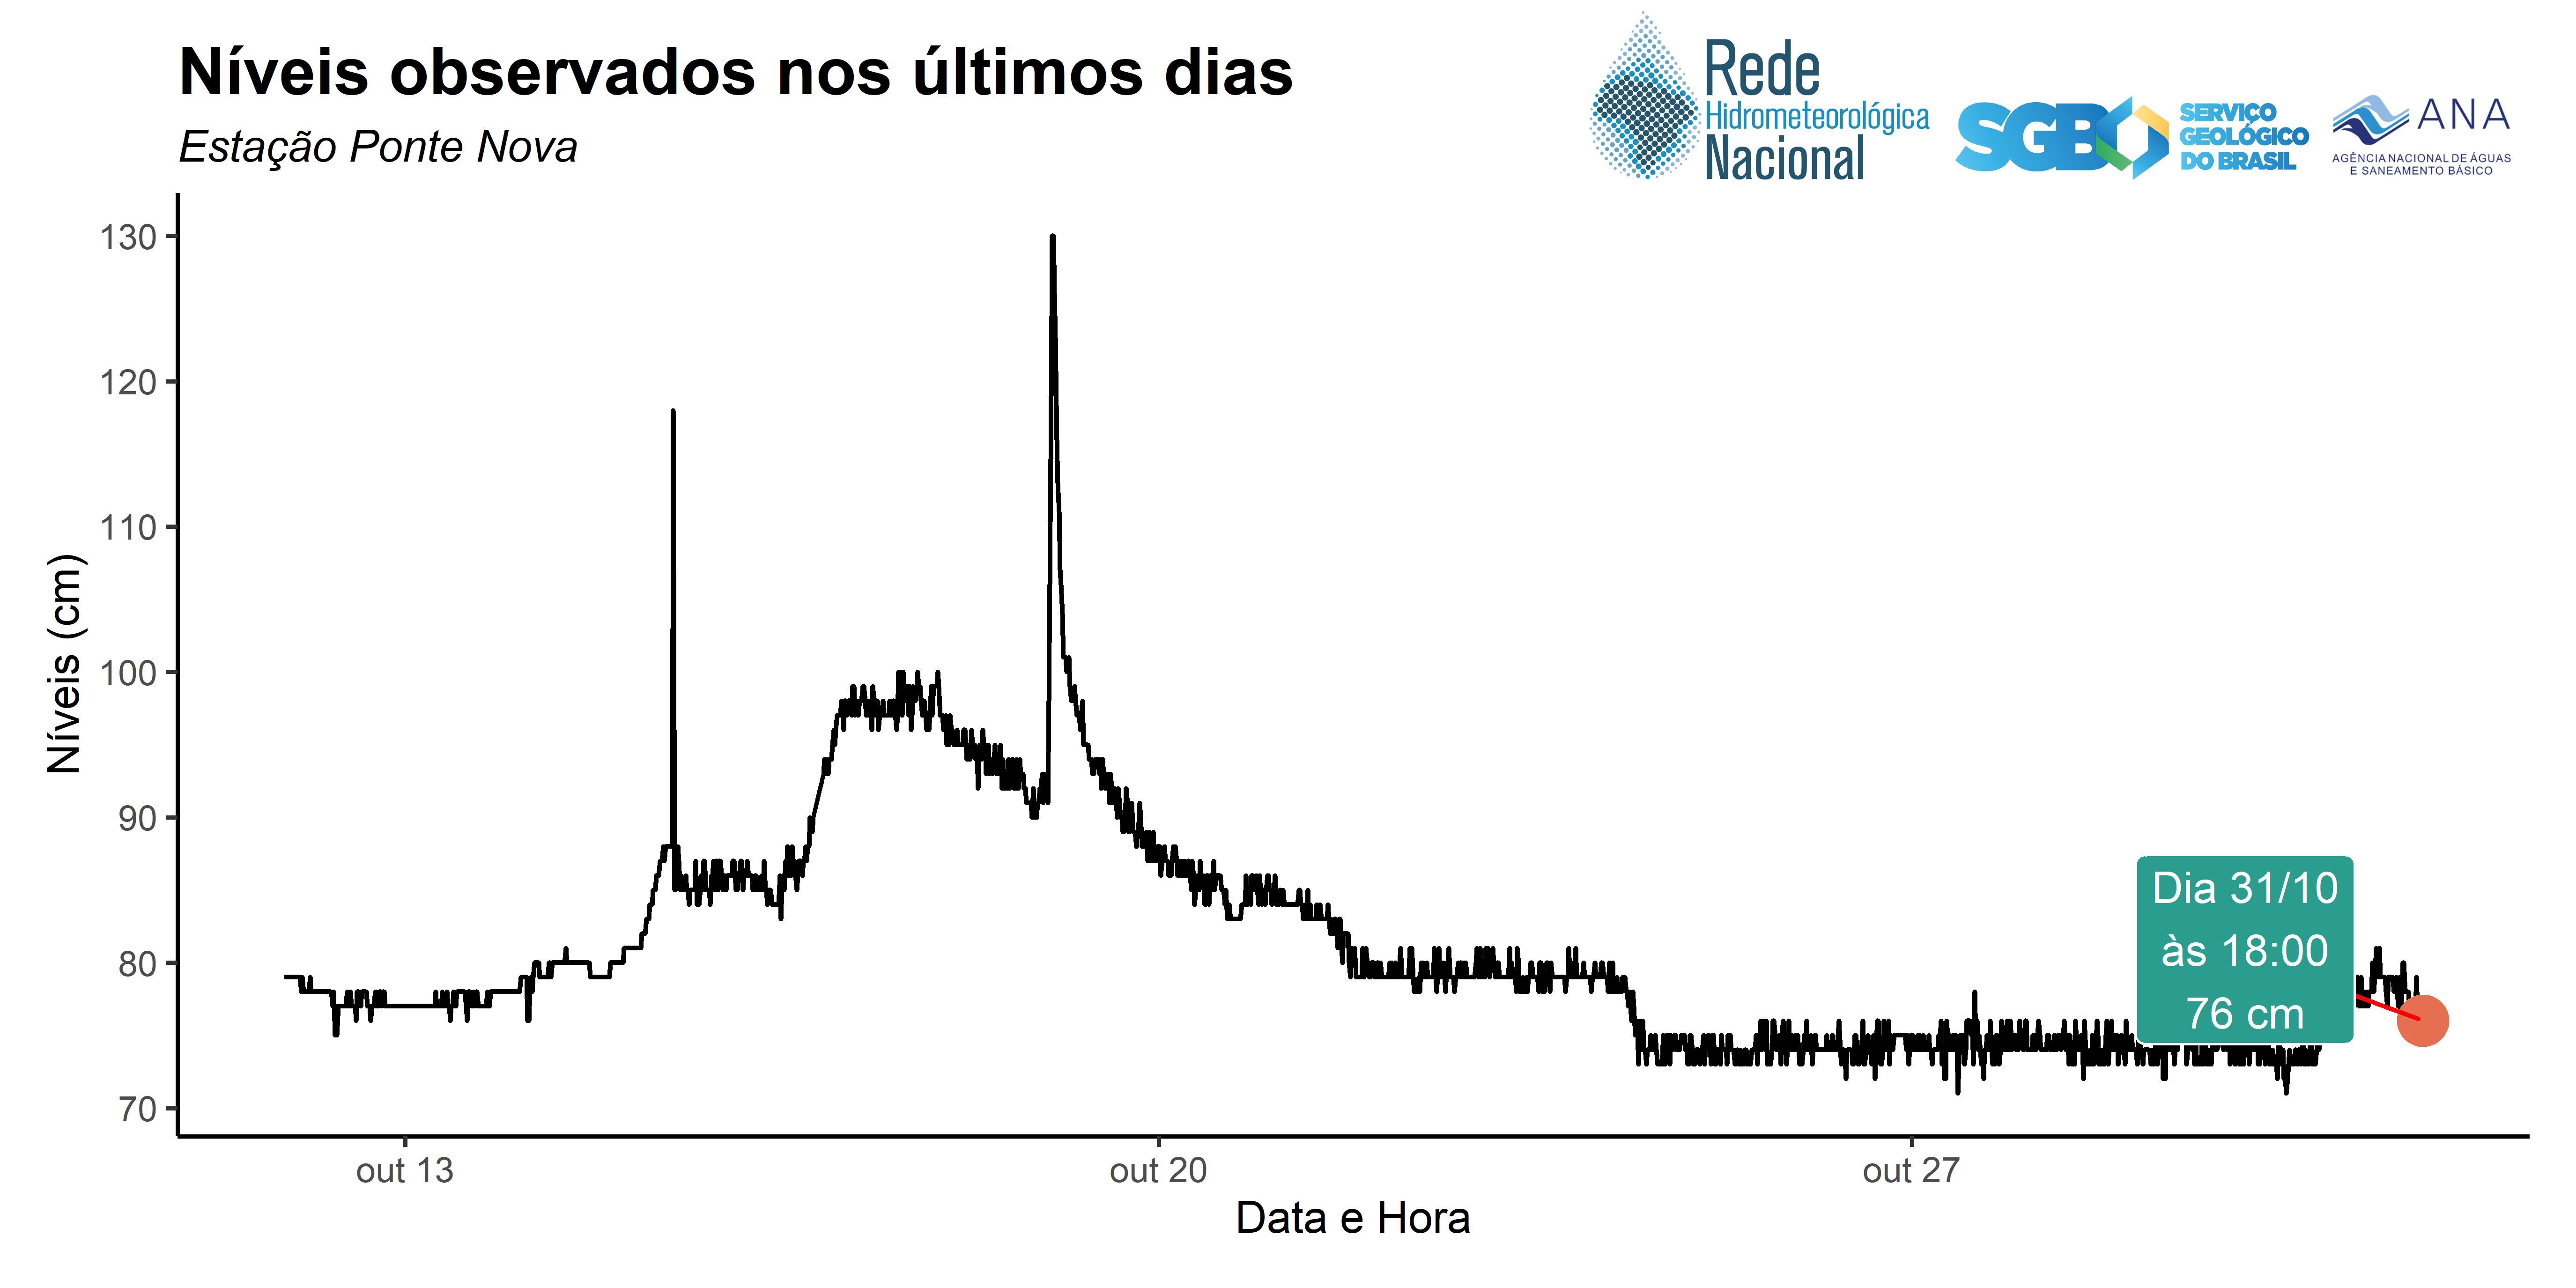 Níveis observados nos últimos dias
Estação Ponte Nova
Rede
Hidrometeorológica
Nacional
SGB
SERVIÇO
GEOLÓGICO
DO BRASIL
ANA
AGÊNCIA NACIONAL DE ÁGUAS
E SANEAMENTO BÁSICO
Níveis (cm)
130
120
110
100
90
80
70
Dia 31/10
às 18:00
76 cm
out 13
out 20
out 27
Data e Hora